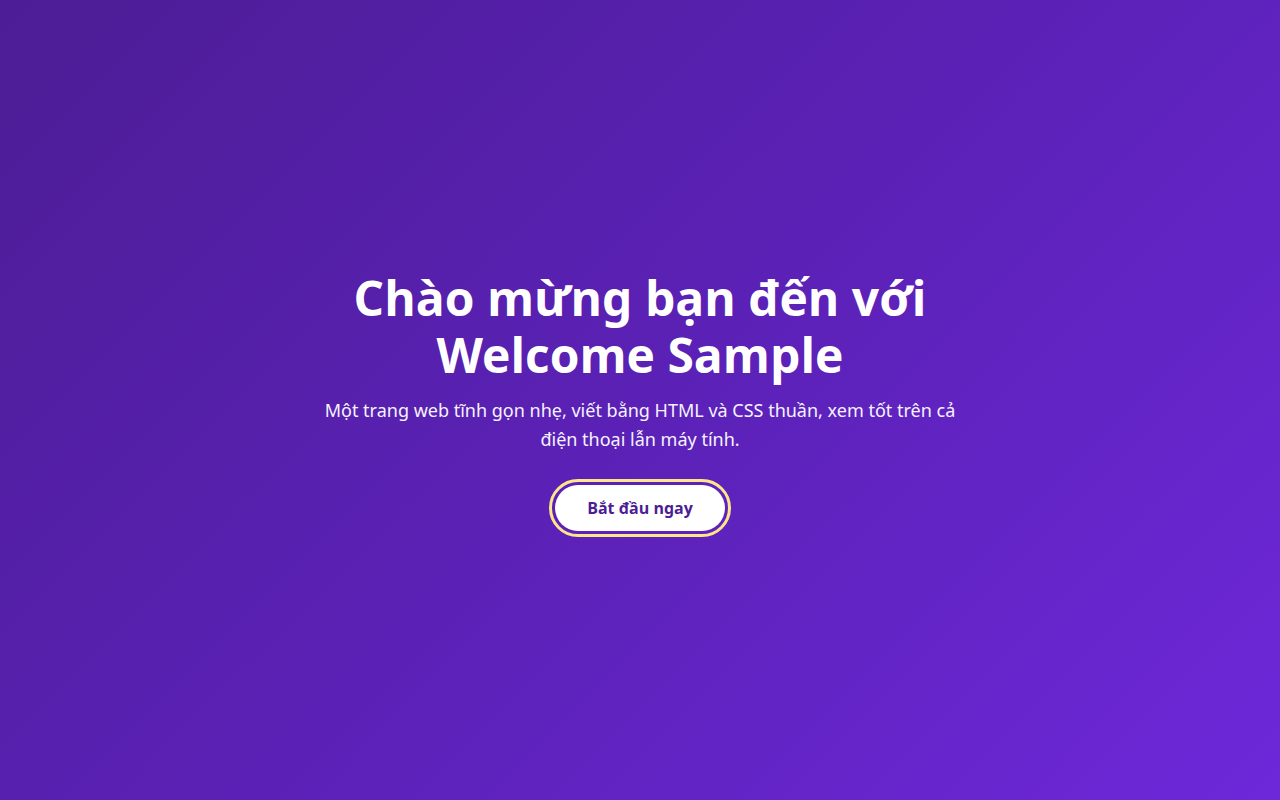 Chào mừng bạn đến với
Welcome Sample
Một trang web tĩnh gọn nhẹ, viết bằng HTML và CSS thuần, xem tốt trên cả
điện thoại lẫn máy tính.
Bắt đầu ngay